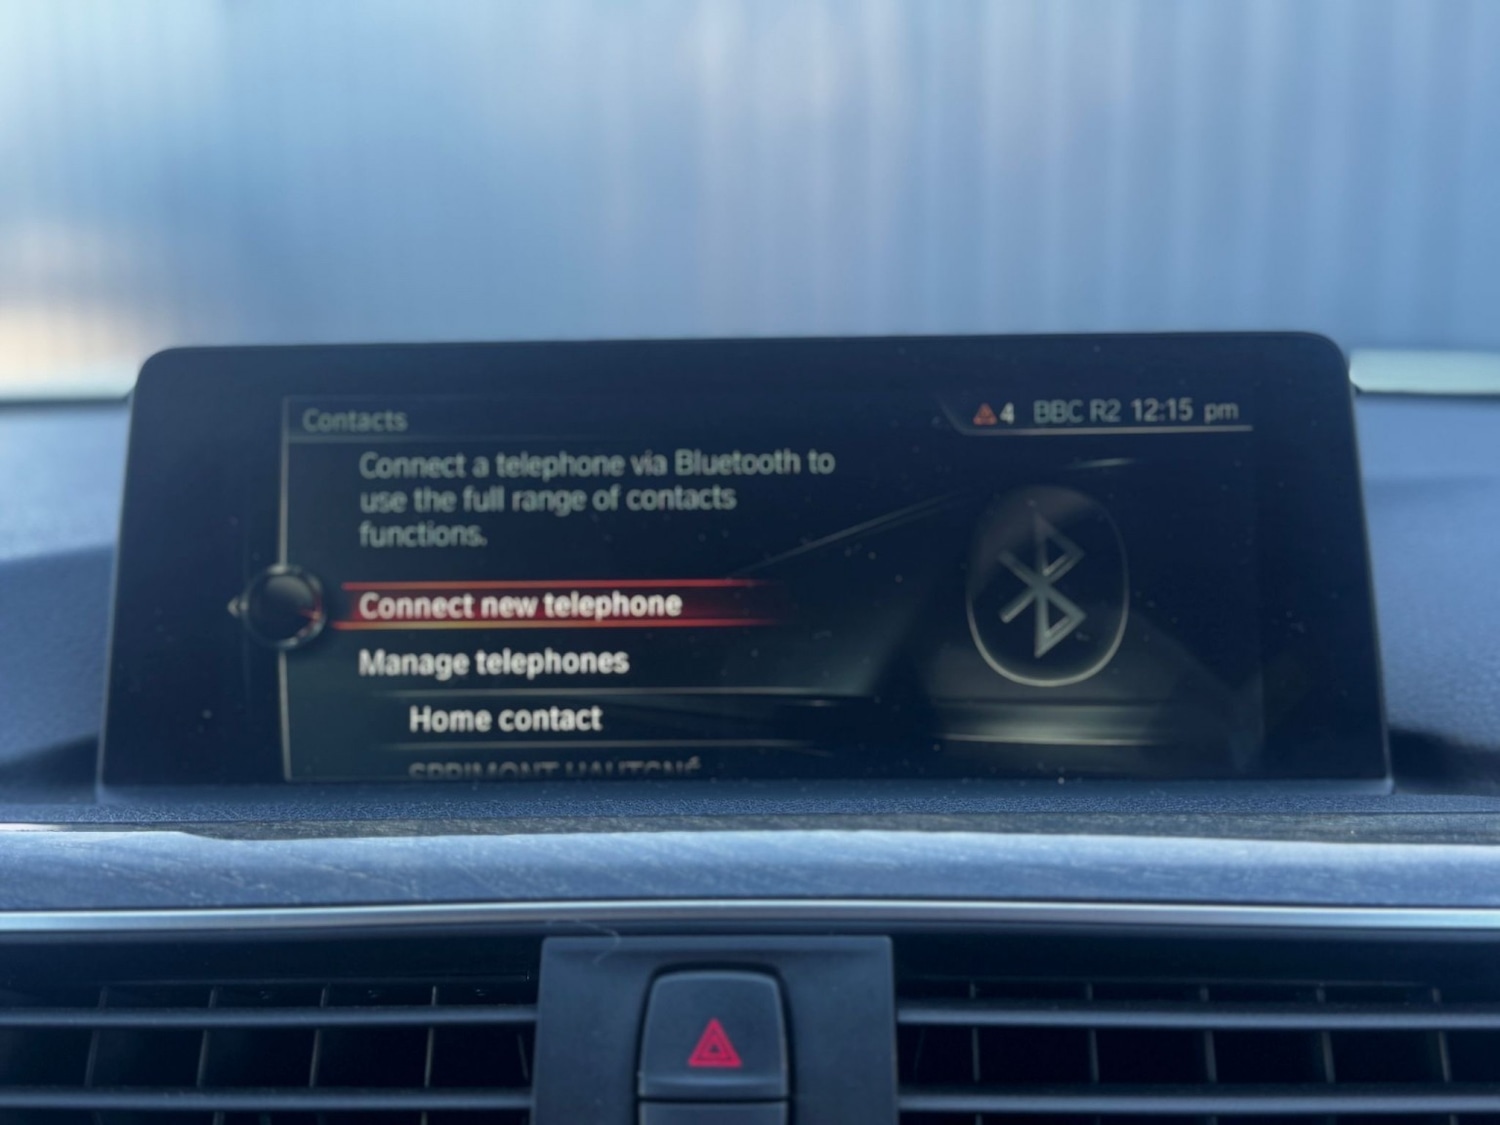 Contacts
4 BBC R2 12:15 pm
Connect a telephone via Bluetooth to
use the full range of contacts
functions.
Connect new telephone
Manage telephones
Home contact
SPRIMONT